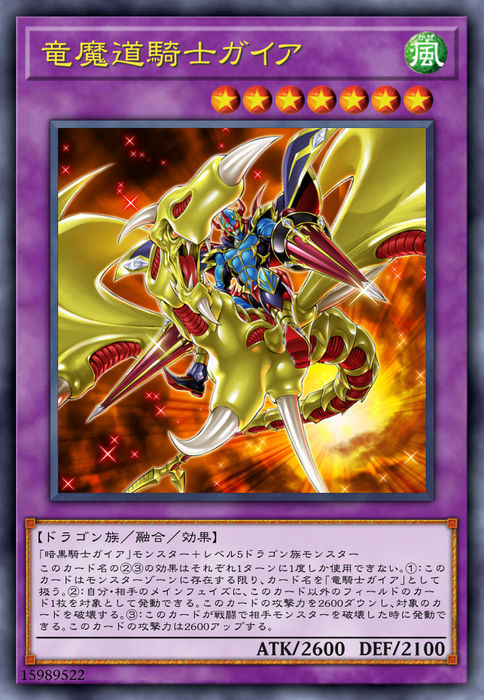 竜魔道騎士ガイア
風
かぜ
【ドラゴン族/融合/効果】
「暗黒騎士ガイア」モンスター+レベル5ドラゴン族モンスター
このカード名の②③の効果はそれぞれ1ターンに1度しか使用できない。①:この
カードはモンスターゾーンに存在する限り、カード名を「竜騎士ガイア」として
扱う。②:自分・相手のメインフェイズに、このカード以外のフィールドのカー
ド1枚を対象として発動できる。このカードの攻撃力を2600ダウンし、対象のカ
ードを破壊する。③:このカードが戦闘で相手モンスターを破壊した時に発動で
きる。このカードの攻撃力は2600アップする。
ATK/2600 DEF/2100
15989522